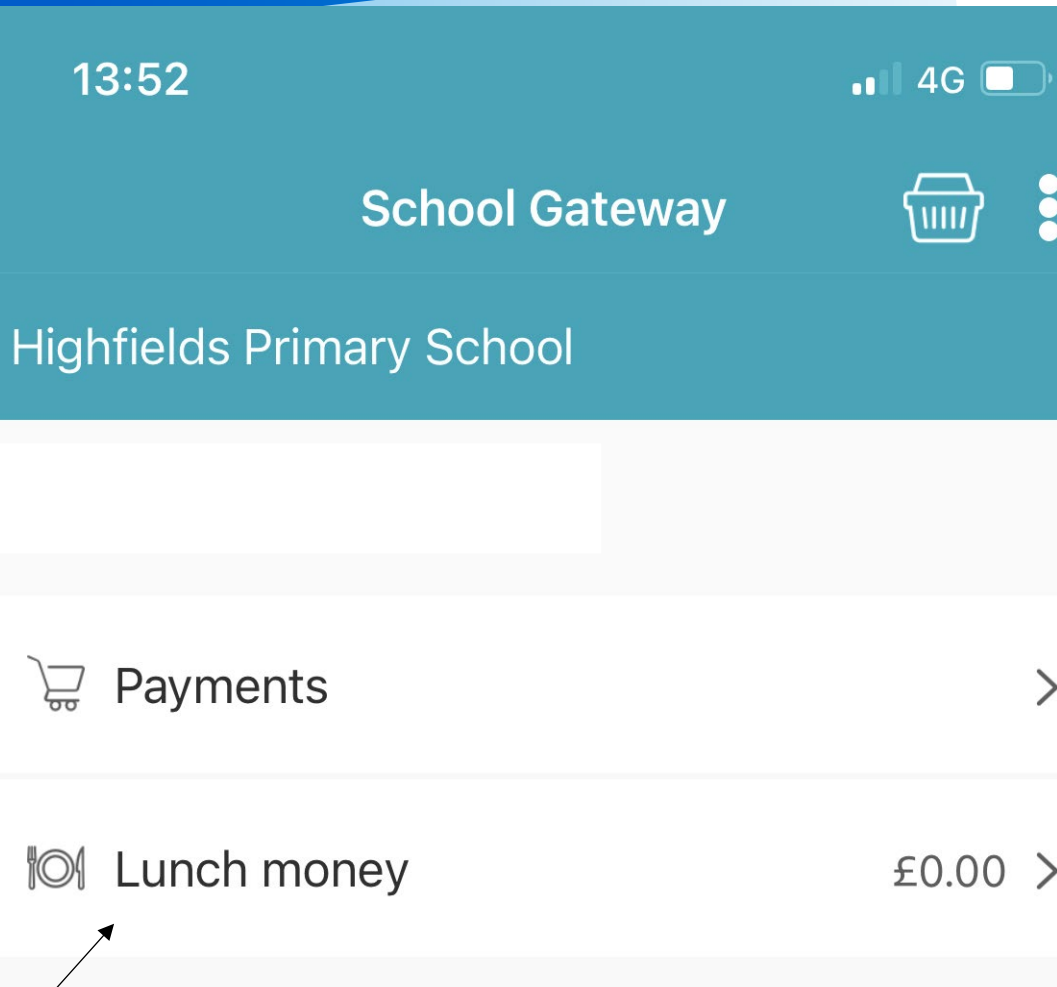 13:52 4G
School Gateway
Highfields Primary School
Payments
Lunch money £0.00